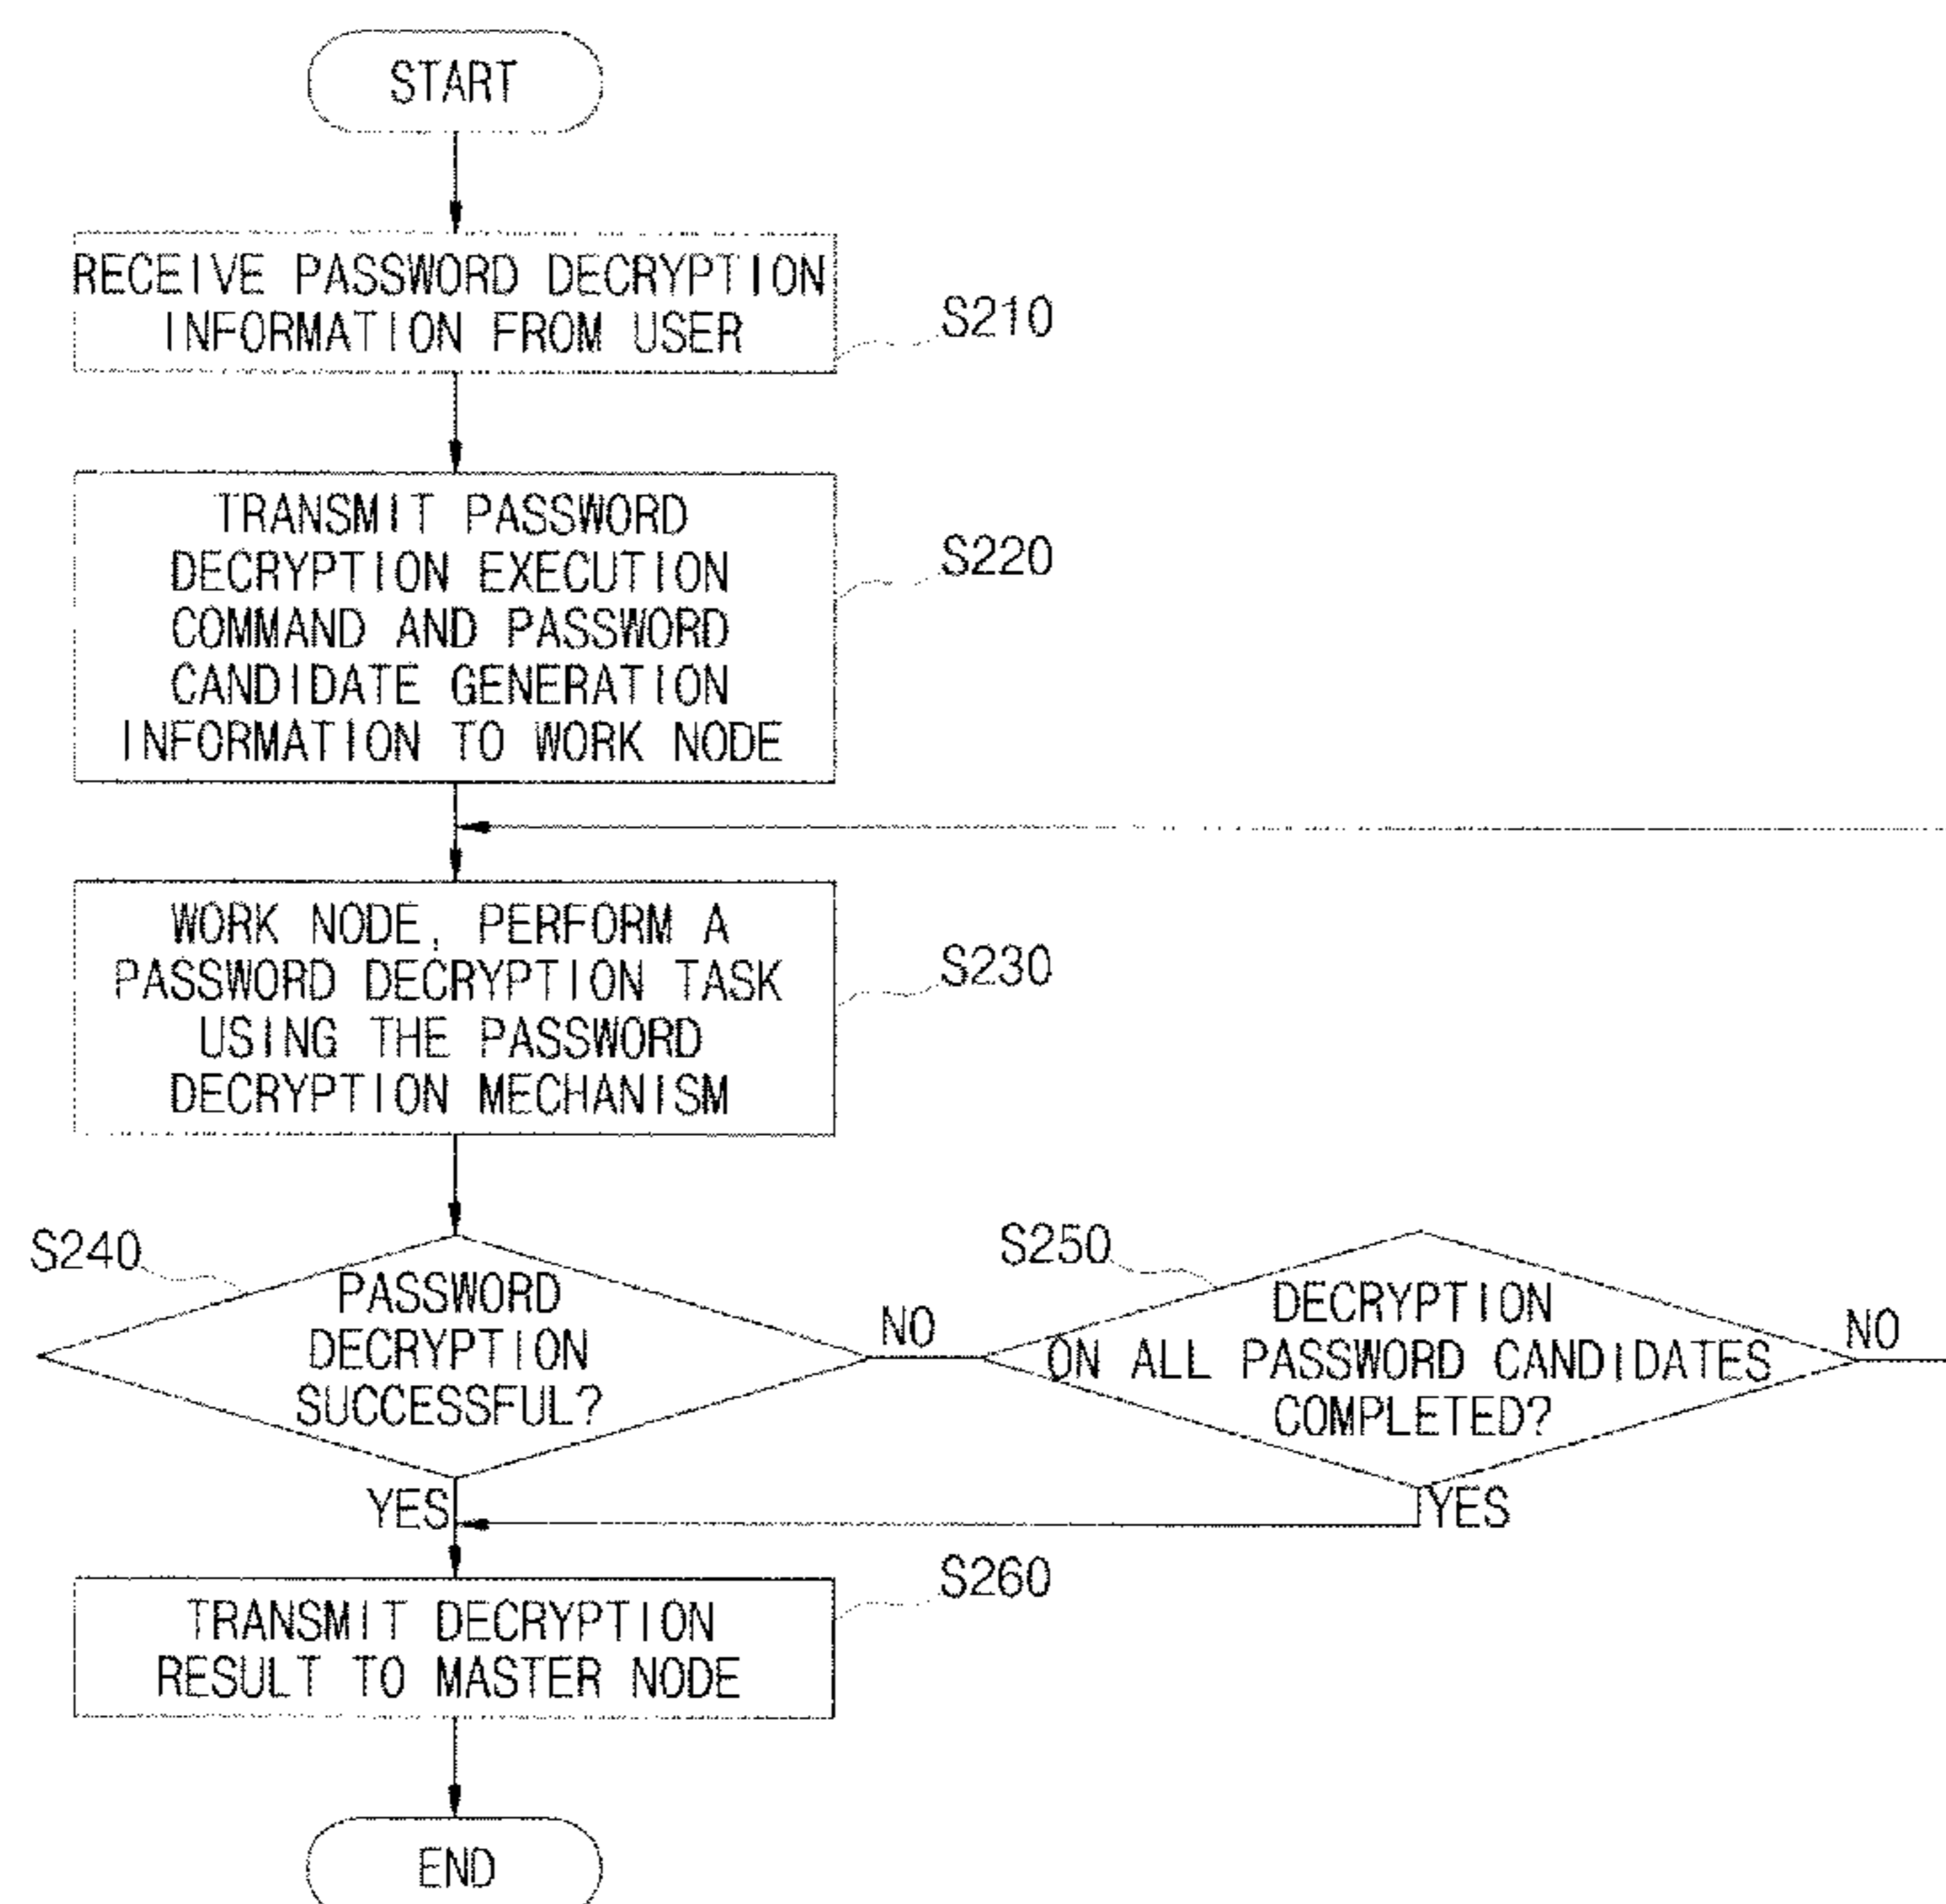 START
RECEIVE PASSWORD DECRYPTION
INFORMATION FROM USER
S210
TRANSMIT PASSWORD
DECRYPTION EXECUTION
COMMAND AND PASSWORD
CANDIDATE GENERATION
INFORMATION TO WORK NODE
S220
WORK NODE, PERFORM A
PASSWORD DECRYPTION TASK
USING THE PASSWORD
DECRYPTION MECHANISM
S230
S240
PASSWORD
DECRYPTION
SUCCESSFUL?
NO
S250
DECRYPTION
ON ALL PASSWORD CANDIDATES
COMPLETED?
NO
YES
YES
TRANSMIT DECRYPTION
RESULT TO MASTER NODE
S260
END